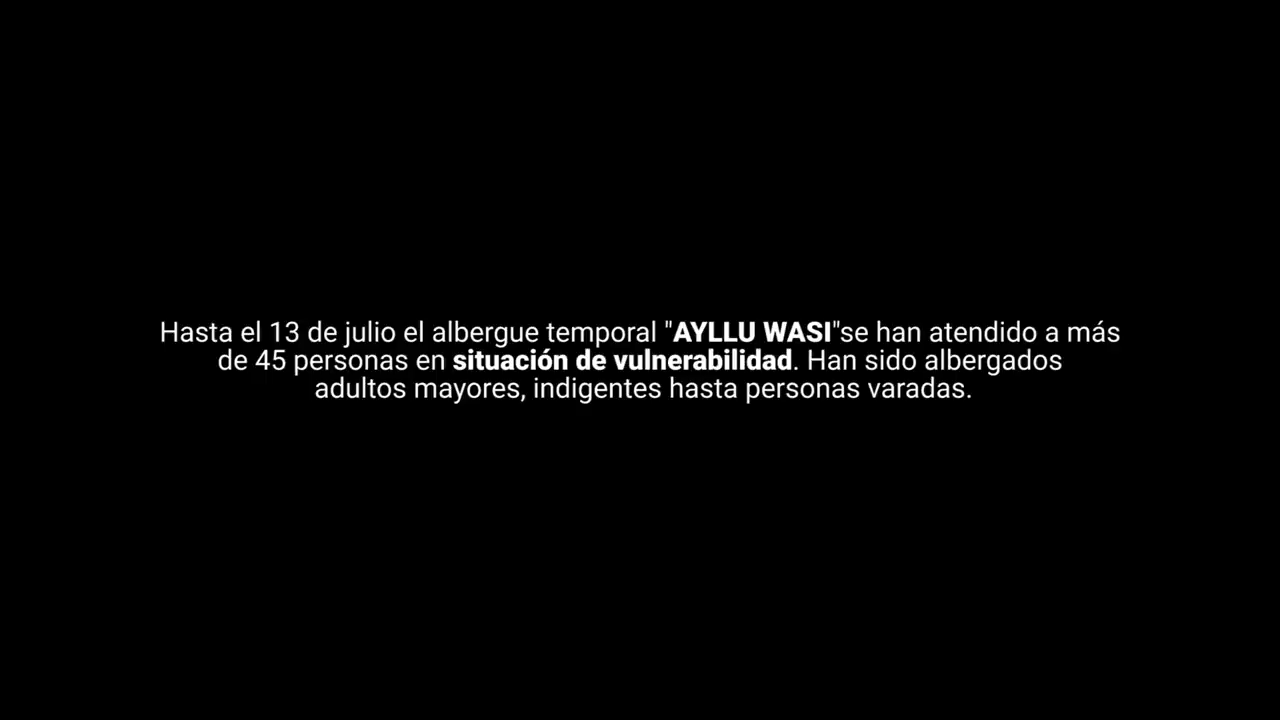 Hasta el 13 de julio el albergue temporal "AYLLU WASI"se han atendido a más
de 45 personas en situación de vulnerabilidad. Han sido albergados
adultos mayores, indigentes hasta personas varadas.